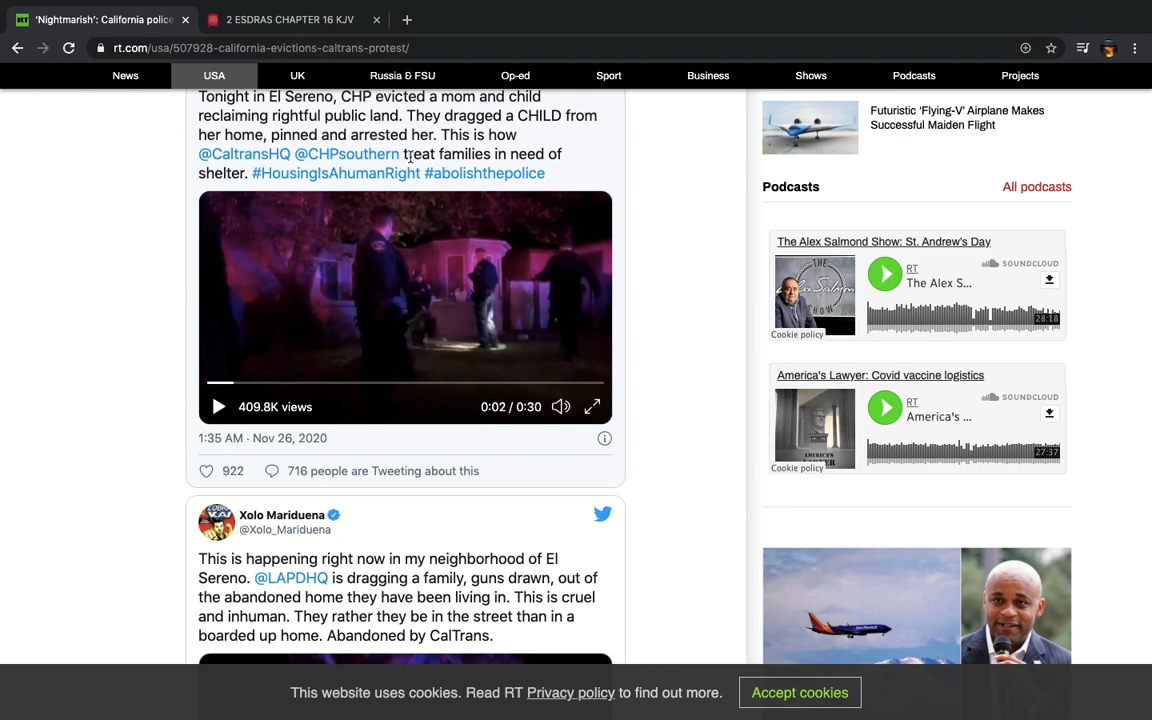 'Nightmarish': California police
2 ESDRAS CHAPTER 16 KJV
rt.com/usa/507928-california-evictions-caltrans-protest/
News USA UK Russia & FSU Op-ed Sport Business Shows Podcasts Projects
Tonight in El Sereno, CHP evicted a mom and child
reclaiming rightful public land. They dragged a CHILD from
her home, pinned and arrested her. This is how
@CaltransHQ @CHPsouthern treat families in need of
shelter. #HousingIsAhumanRight #abolishthepolice
409.8K views 0:02 / 0:30
1:35 AM · Nov 26, 2020
922 716 people are Tweeting about this
Xolo Mariduena
@Xolo_Mariduena
This is happening right now in my neighborhood of El
Sereno. @LAPDHQ is dragging a family, guns drawn, out of
the abandoned home they have been living in. This is cruel
and inhuman. They rather they be in the street than in a
boarded up home. Abandoned by CalTrans.
Futuristic 'Flying-V' Airplane Makes
Successful Maiden Flight
Podcasts All podcasts
The Alex Salmond Show: St. Andrew's Day
THE
Alex Salmond
SHOW
RT
The Alex S...
SOUNDCLOUD
28:18
Cookie policy
America's Lawyer: Covid vaccine logistics
AMERICA'S
LAWYER
RT
America's ...
SOUNDCLOUD
27:37
Cookie policy
This website uses cookies. Read RT Privacy policy to find out more. Accept cookies